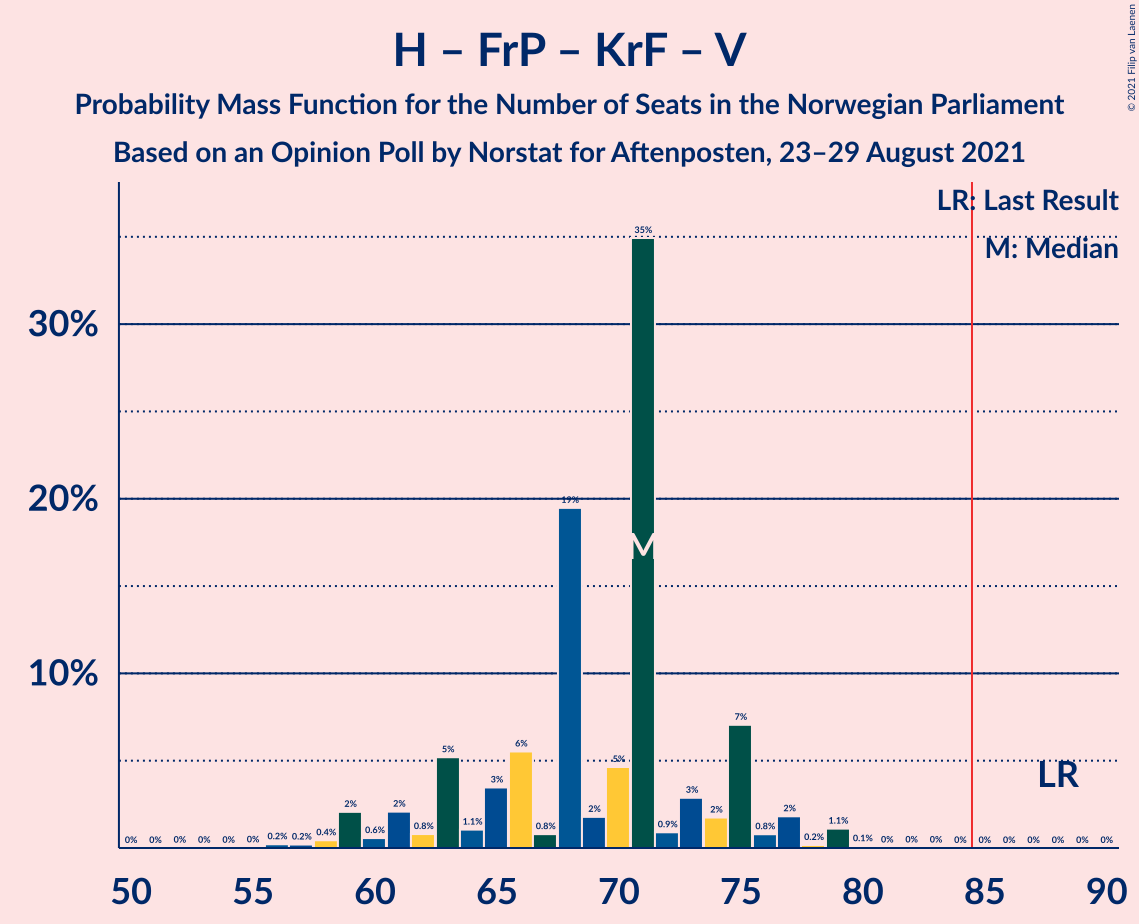 © 2021 Filip van Laenen
H – FrP – KrF – V
Probability Mass Function for the Number of Seats in the Norwegian Parliament
Based on an Opinion Poll by Norstat for Aftenposten, 23–29 August 2021
LR: Last Result
M: Median
30%
20%
10%
0% 0% 0% 0% 0% 0% 0.2% 0.2% 0.4% 2% 0.6% 2% 0.8% 5% 1.1% 3% 6% 0.8% 19% 2% 5% 35% 0.9% 3% 2% 7% 0.8% 2% 0.2% 1.1% 0.1% 0% 0% 0% 0% 0% 0% 0% 0% 0% 0%
M
LR
50 55 60 65 70 75 80 85 90